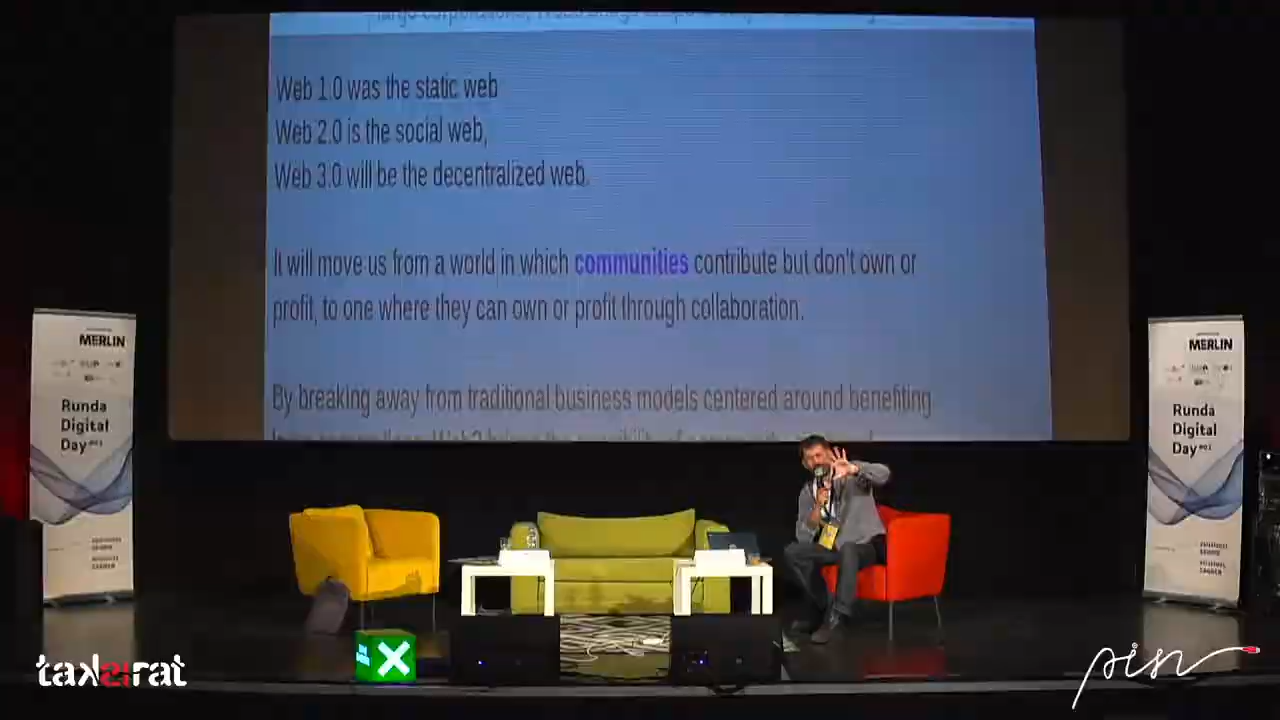 Web 1.0 was the static web
Web 2.0 is the social web,
Web 3.0 will be the decentralized web.
It will move us from a world in which communities contribute but don't own or
profit, to one where they can own or profit through collaboration.
By breaking away from traditional business models centered around benefiting
MERLIN
Runda
Digital
Day #01
MERLIN
Runda
Digital
Day #01
X
pin